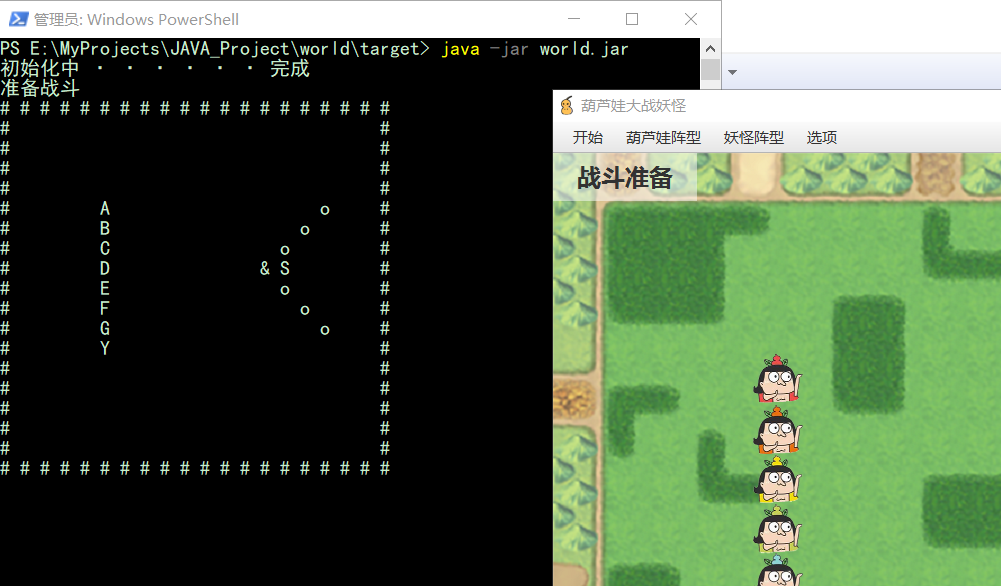 管理员: Windows PowerShell
PS E:\MyProjects\JAVA_Project\world\target> java -jar world.jar
初始化中 · · · · · · 完成
准备战斗
# # # # # # # # # # # # # # # # # # # #
#                                     #
#                                     #
#                                     #
#                                     #
#         A                     o     #
#         B                   o       #
#         C                 o         #
#         D               & S         #
#         E                 o         #
#         F                   o       #
#         G                     o     #
#         Y                           #
#                                     #
#                                     #
#                                     #
#                                     #
#                                     #
# # # # # # # # # # # # # # # # # # # #
葫芦娃大战妖怪
开始 葫芦娃阵型 妖怪阵型 选项
战斗准备